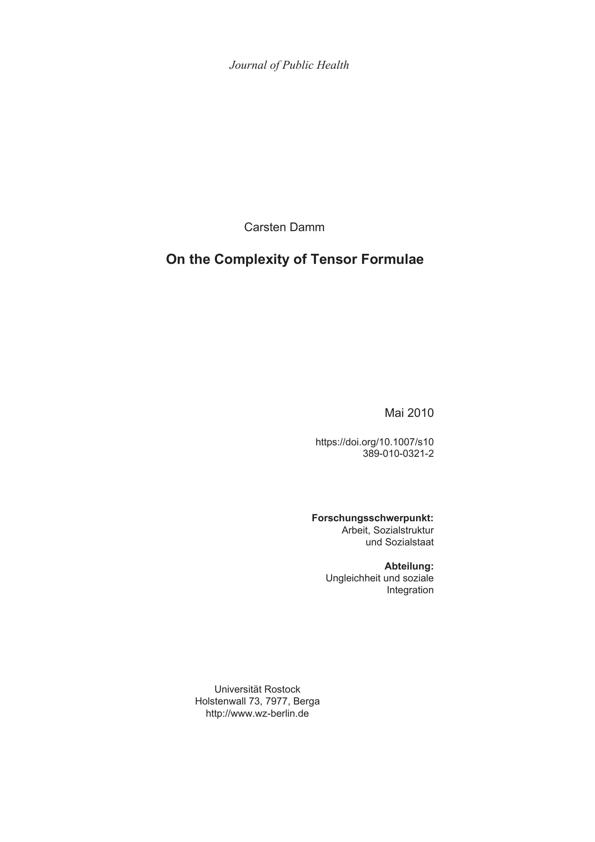 Journal of Public Health
Carsten Damm
On the Complexity of Tensor Formulae
Mai 2010
https://doi.org/10.1007/s10
389-010-0321-2
Forschungsschwerpunkt:
Arbeit, Sozialstruktur
und Sozialstaat
Abteilung:
Ungleichheit und soziale
Integration
Universität Rostock
Holstenwall 73, 7977, Berga
http://www.wz-berlin.de